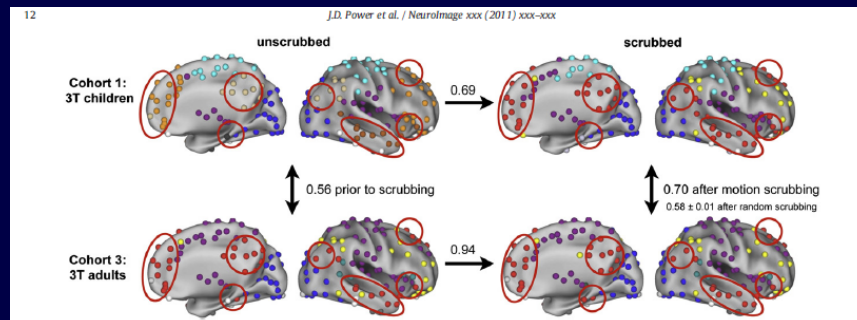 12
J.D. Power et al. / NeuroImage xxx (2011) xxx–xxx
unscrubbed
scrubbed
Cohort 1:
3T children
0.69
0.56 prior to scrubbing
0.70 after motion scrubbing
0.58 ± 0.01 after random scrubbing
Cohort 3:
3T adults
0.94